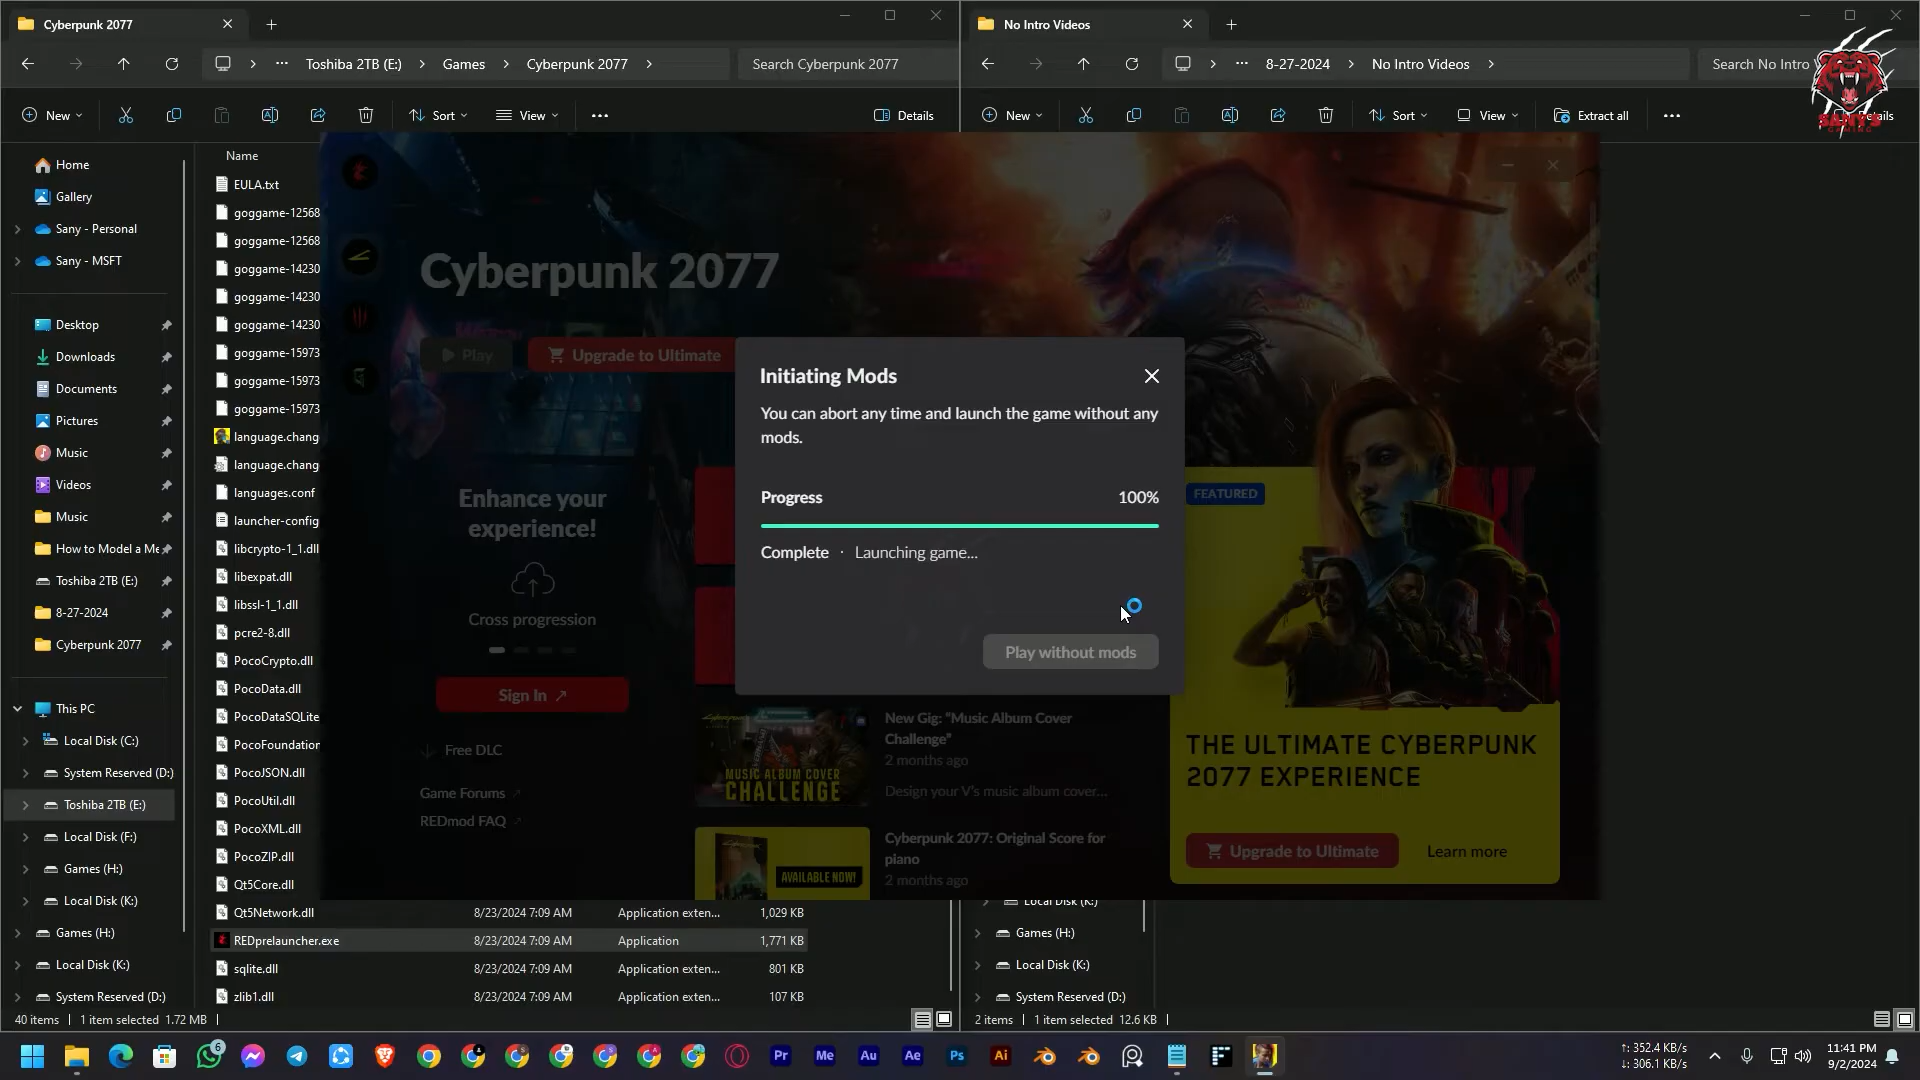 Cyberpunk 2077
Toshiba 2TB (E:)
Games
Cyberpunk 2077
Search Cyberpunk 2077
New
Sort
View
Details
No Intro Videos
8-27-2024
No Intro Videos
Search No Intro
New
Sort
View
Extract all
SANY'S
GAMING
Home
Gallery
Sany - Personal
Sany - MSFT
Desktop
Downloads
Documents
Pictures
Music
Videos
Music
How to Model a Me
Toshiba 2TB (E:)
8-27-2024
Cyberpunk 2077
This PC
Local Disk (C:)
System Reserved (D:)
Toshiba 2TB (E:)
Local Disk (F:)
Games (H:)
Local Disk (K:)
Games (H:)
Local Disk (K:)
System Reserved (D:)
Name
EULA.txt
goggame-12568
goggame-12568
goggame-14230
goggame-14230
goggame-14230
goggame-15973
goggame-15973
goggame-15973
language.chang
language.chang
languages.conf
launcher-config
libcrypto-1_1.dll
libexpat.dll
libssl-1_1.dll
pcre2-8.dll
PocoCrypto.dll
PocoData.dll
PocoDataSQLite
PocoFoundation
PocoJSON.dll
PocoUtil.dll
PocoXML.dll
PocoZIP.dll
Qt5Core.dll
Qt5Network.dll 8/23/2024 7:09 AM Application exten... 1,029 KB
REDprelauncher.exe 8/23/2024 7:09 AM Application 1,771 KB
sqlite.dll 8/23/2024 7:09 AM Application exten... 801 KB
zlib1.dll 8/23/2024 7:09 AM Application exten... 107 KB
40 items 1 item selected 1.72 MB
Cyberpunk 2077
Play
Upgrade to Ultimate
Enhance your
experience!
Cross progression
Sign In
Free DLC
Game Forums
REDmod FAQ
Initiating Mods
You can abort any time and launch the game without any
mods.
Progress 100%
Complete · Launching game...
Play without mods
MUSIC ALBUM COVER
CHALLENGE
New Gig: “Music Album Cover
Challenge”
2 months ago
Design your V's music album cover...
AVAILABLE NOW!
Cyberpunk 2077: Original Score for
piano
2 months ago
FEATURED
THE ULTIMATE CYBERPUNK
2077 EXPERIENCE
Upgrade to Ultimate
Learn more
Local Disk (K:)
Games (H:)
Local Disk (K:)
System Reserved (D:)
2 items 1 item selected 12.6 KB
6
Pr
Me
Au
Ae
Ps
Ai
↑: 352.4 KB/s
↓: 306.1 KB/s
11:41 PM
9/2/2024